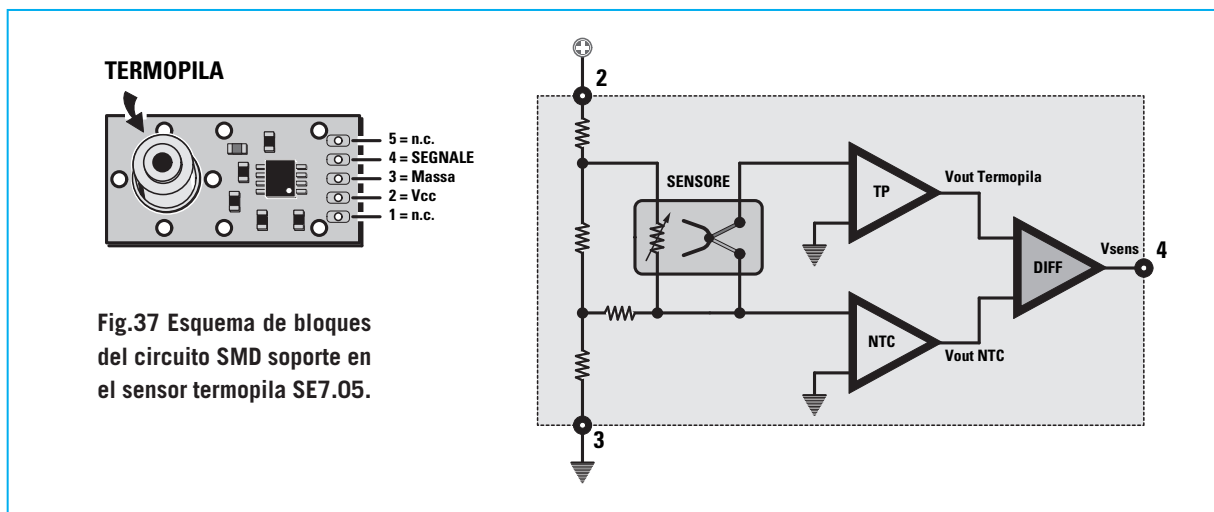 TERMOPILA
5 = n.c.
4 = SEGNALE
3 = Massa
2 = Vcc
1 = n.c.
Fig.37 Esquema de bloques
del circuito SMD soporte en
el sensor termopila SE7.05.
2
SENSORE
TP
Vout Termopila
DIFF
Vsens
4
NTC
Vout NTC
3